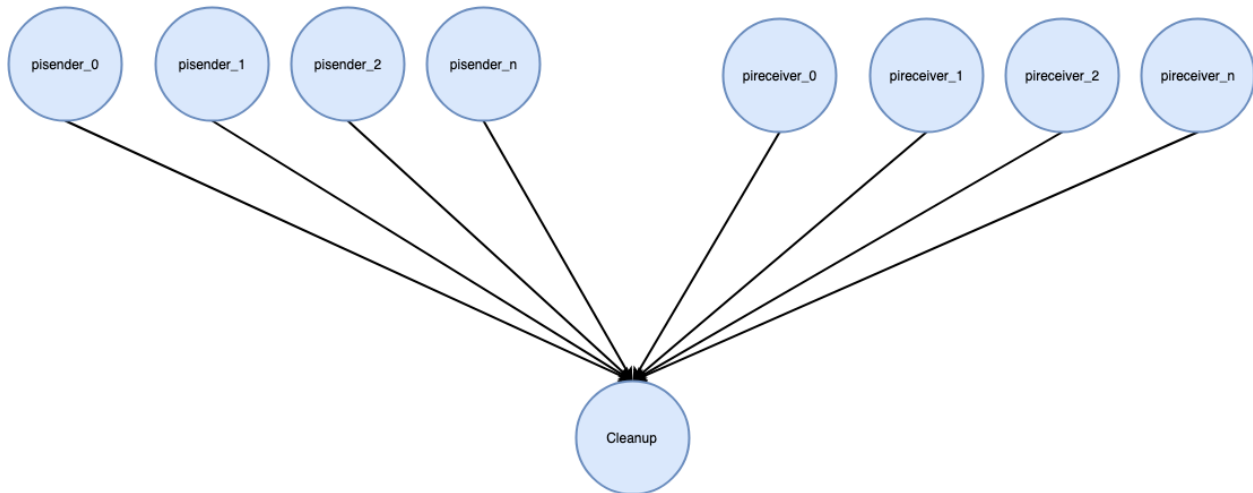 pisender_0
pisender_1
pisender_2
pisender_n
pireceiver_0
pireceiver_1
pireceiver_2
pireceiver_n
Cleanup